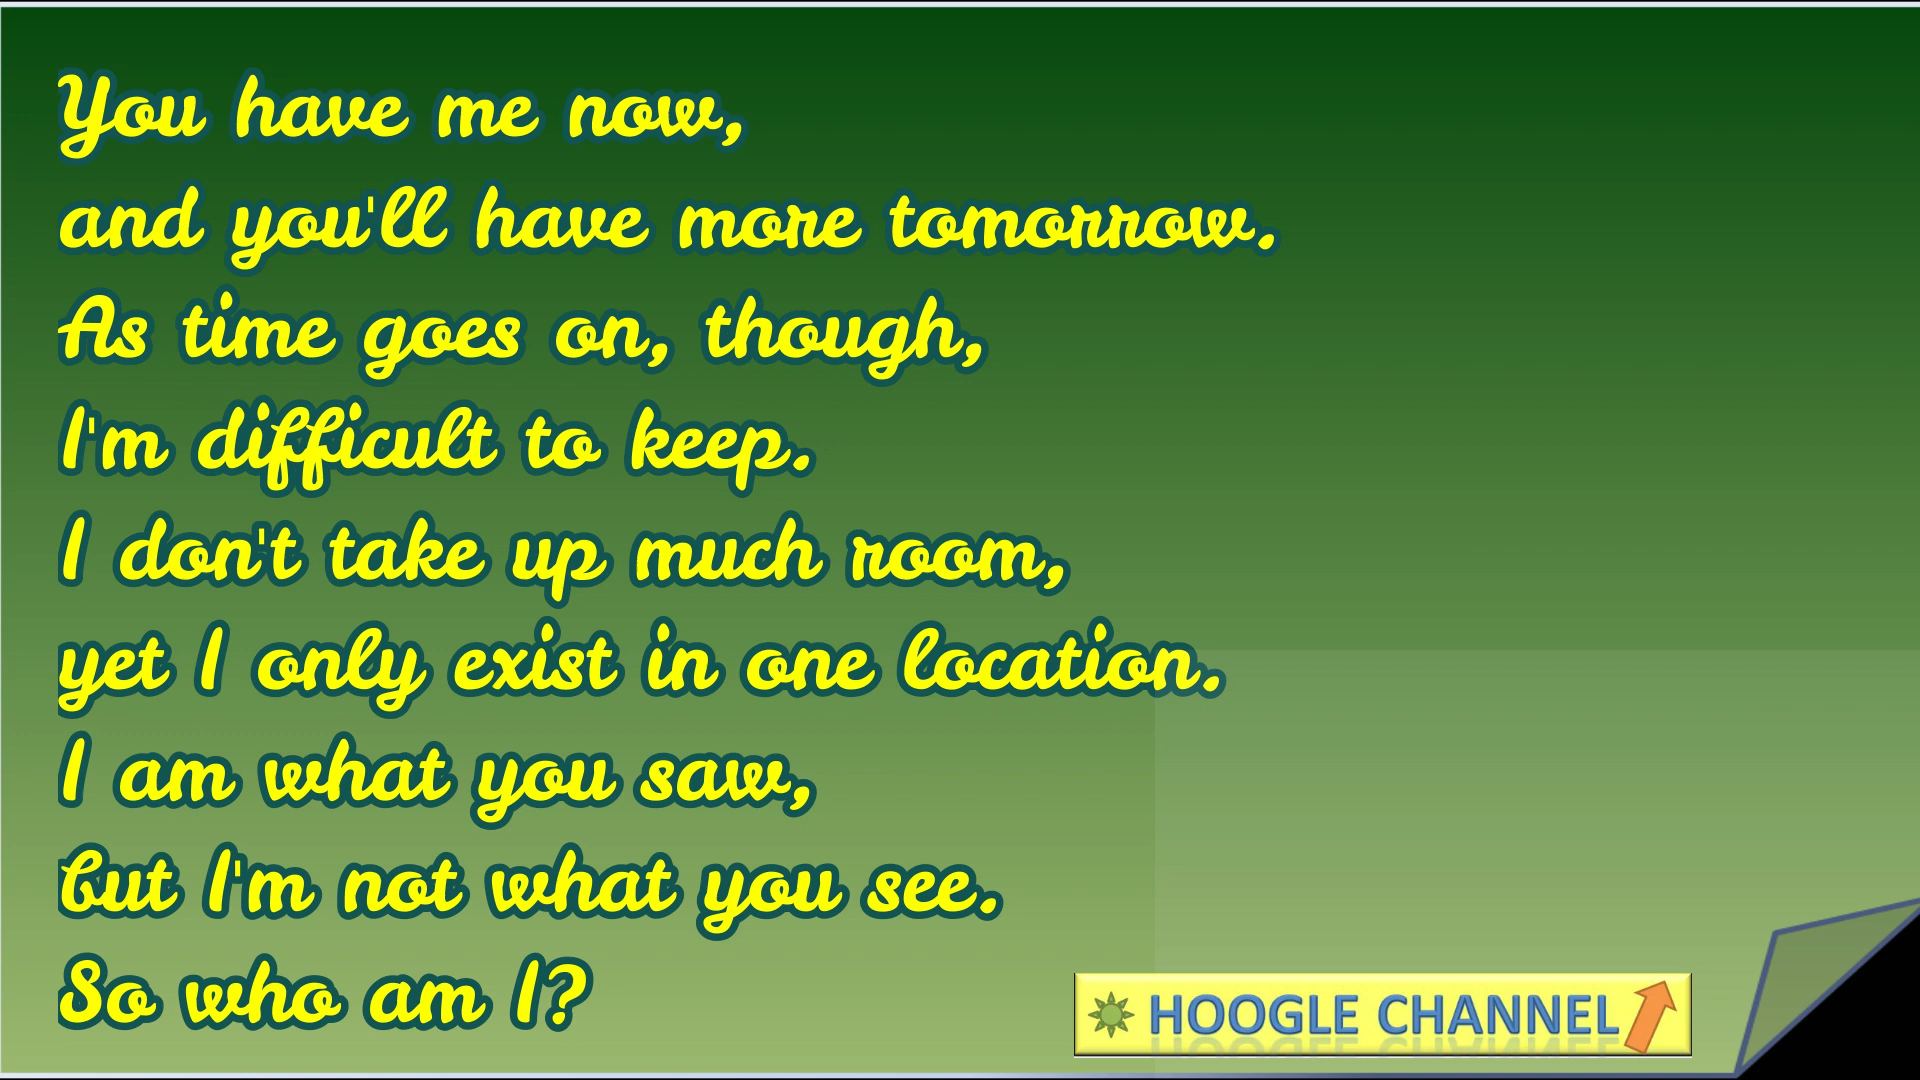 You have me now,
and you'll have more tomorrow.
As time goes on, though,
I'm difficult to keep.
I don't take up much room,
yet I only exist in one location.
I am what you saw,
but I'm not what you see.
So who am I?
HOOGLE CHANNEL